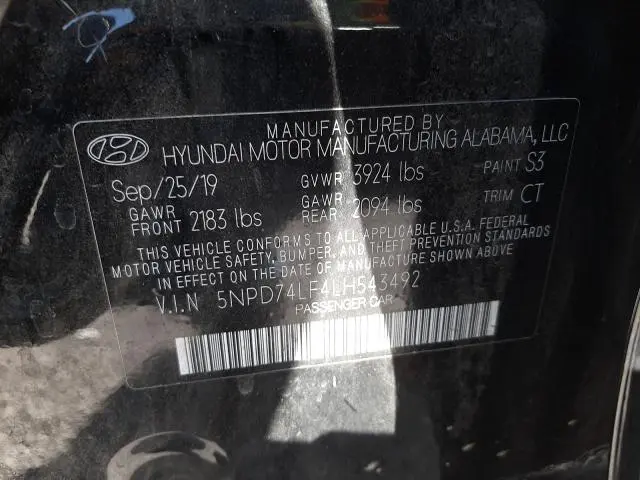 MANUFACTURED BY
HYUNDAI MOTOR MANUFACTURING ALABAMA, LLC
Sep/25/19 GVWR 3924 lbs PAINT S3
GAWR FRONT 2183 lbs GAWR REAR 2094 lbs TRIM CT
THIS VEHICLE CONFORMS TO ALL APPLICABLE U.S.A. FEDERAL
MOTOR VEHICLE SAFETY, BUMPER, AND THEFT PREVENTION STANDARDS
IN EFFECT ON THE DATE OF MANUFACTURE SHOWN ABOVE
V.I.N 5NPD74LF4LH543492
PASSENGER CAR